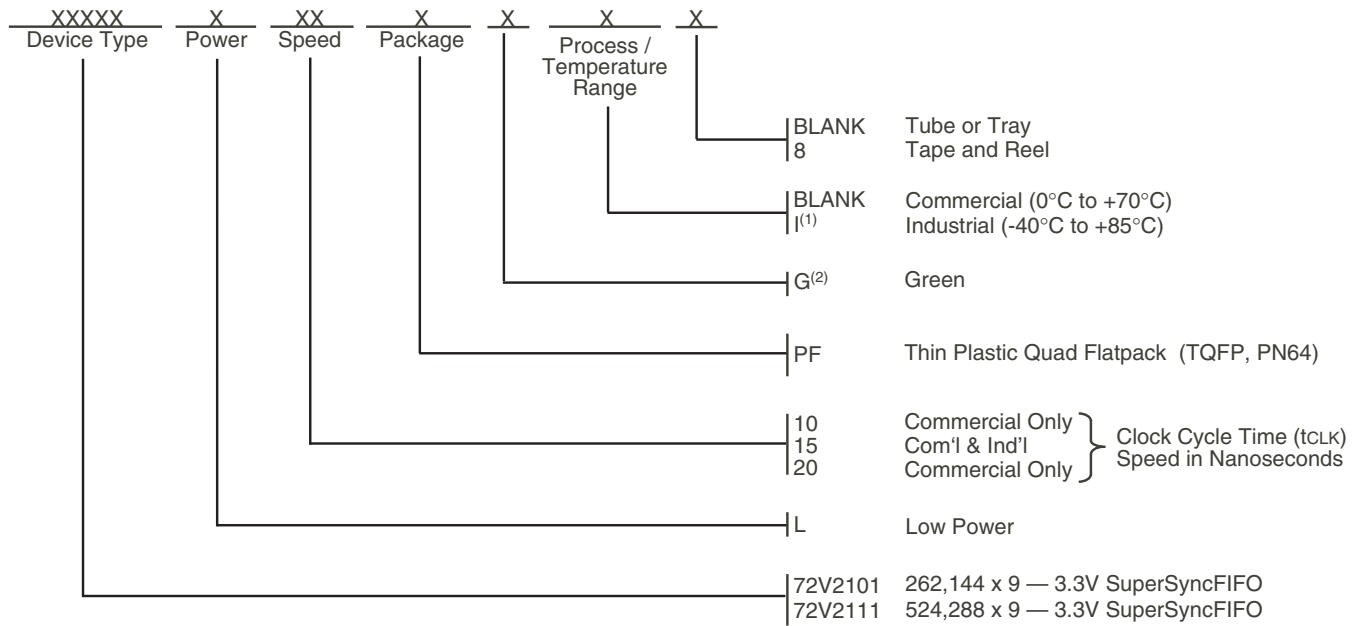 XXXXX X XX X X X X
Device Type Power Speed Package Process /
Temperature
Range
BLANK Tube or Tray
8 Tape and Reel
BLANK Commercial (0°C to +70°C)
I(1) Industrial (-40°C to +85°C)
G(2) Green
PF Thin Plastic Quad Flatpack (TQFP, PN64)
10 Commercial Only
15 Com'l & Ind'l
20 Commercial Only
Clock Cycle Time (tCLK)
Speed in Nanoseconds
L Low Power
72V2101 262,144 x 9 — 3.3V SuperSyncFIFO
72V2111 524,288 x 9 — 3.3V SuperSyncFIFO